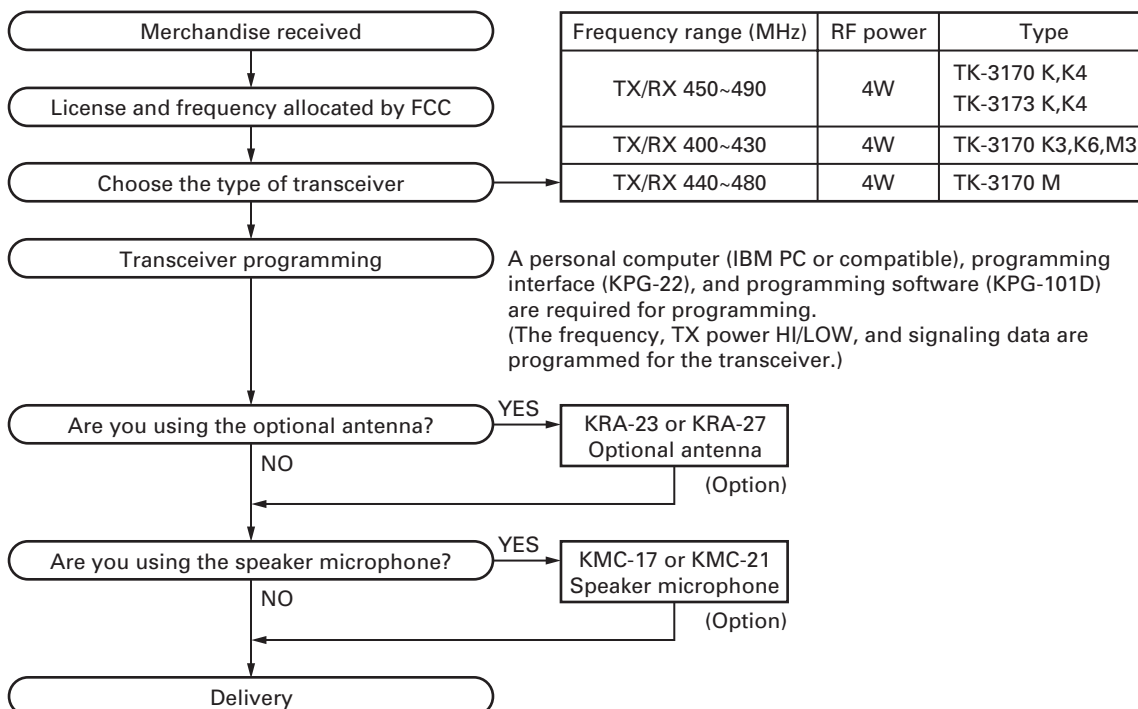 Merchandise received
License and frequency allocated by FCC
Choose the type of transceiver
Frequency range (MHz) RF power Type
TX/RX 450~490 4W TK-3170 K,K4
TK-3173 K,K4
TX/RX 400~430 4W TK-3170 K3,K6,M3
TX/RX 440~480 4W TK-3170 M
Transceiver programming
A personal computer (IBM PC or compatible), programming
interface (KPG-22), and programming software (KPG-101D)
are required for programming.
(The frequency, TX power HI/LOW, and signaling data are
programmed for the transceiver.)
Are you using the optional antenna?
YES
KRA-23 or KRA-27
Optional antenna
NO
(Option)
Are you using the speaker microphone?
YES
KMC-17 or KMC-21
Speaker microphone
NO
(Option)
Delivery